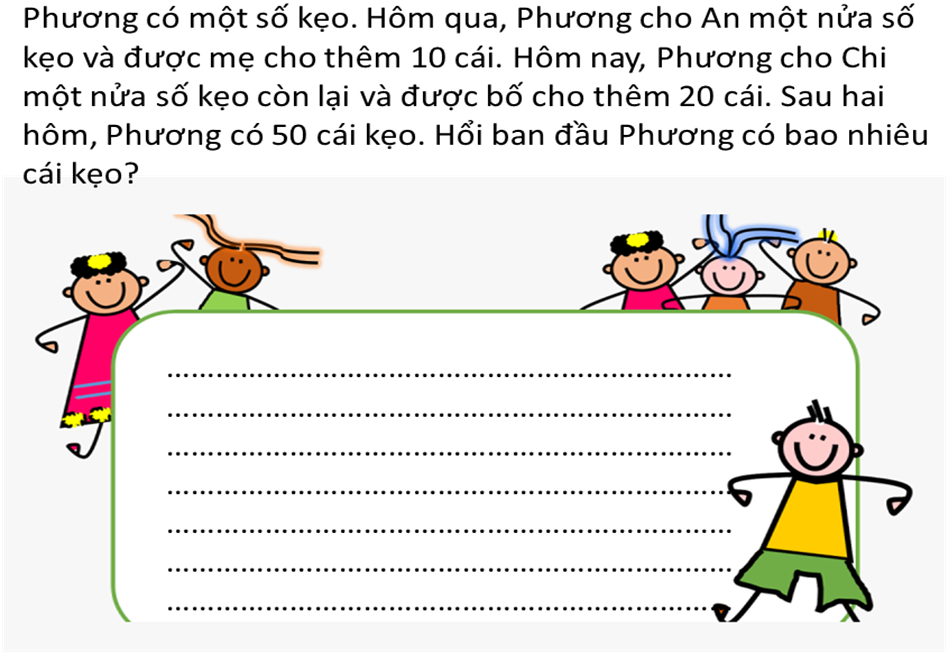 Phương có một số kẹo. Hôm qua, Phương cho An một nửa số
kẹo và được mẹ cho thêm 10 cái. Hôm nay, Phương cho Chi
một nửa số kẹo còn lại và được bố cho thêm 20 cái. Sau hai
hôm, Phương có 50 cái kẹo. Hổi ban đầu Phương có bao nhiêu
cái kẹo?